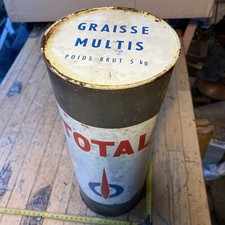 GRAISSE
MULTIS
POIDS BRUT 5 kg
TOTAL